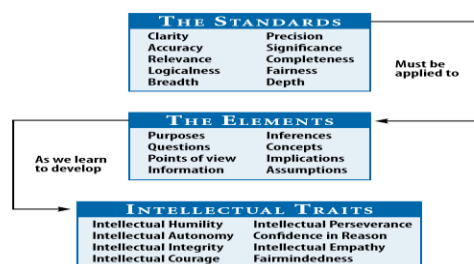 THE STANDARDS
Clarity Precision
Accuracy Significance
Relevance Completeness
Logicalness Fairness
Breadth Depth
Must be
applied to
THE ELEMENTS
Purposes Inferences
Questions Concepts
Points of view Implications
Information Assumptions
As we learn
to develop
INTELLECTUAL TRAITS
Intellectual Humility Intellectual Perseverance
Intellectual Autonomy Confidence in Reason
Intellectual Integrity Intellectual Empathy
Intellectual Courage Fairmindedness